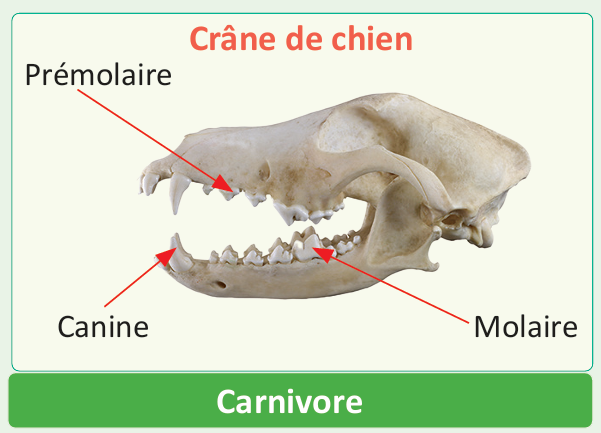 Crâne de chien
Prémolaire
Canine
Molaire
Carnivore